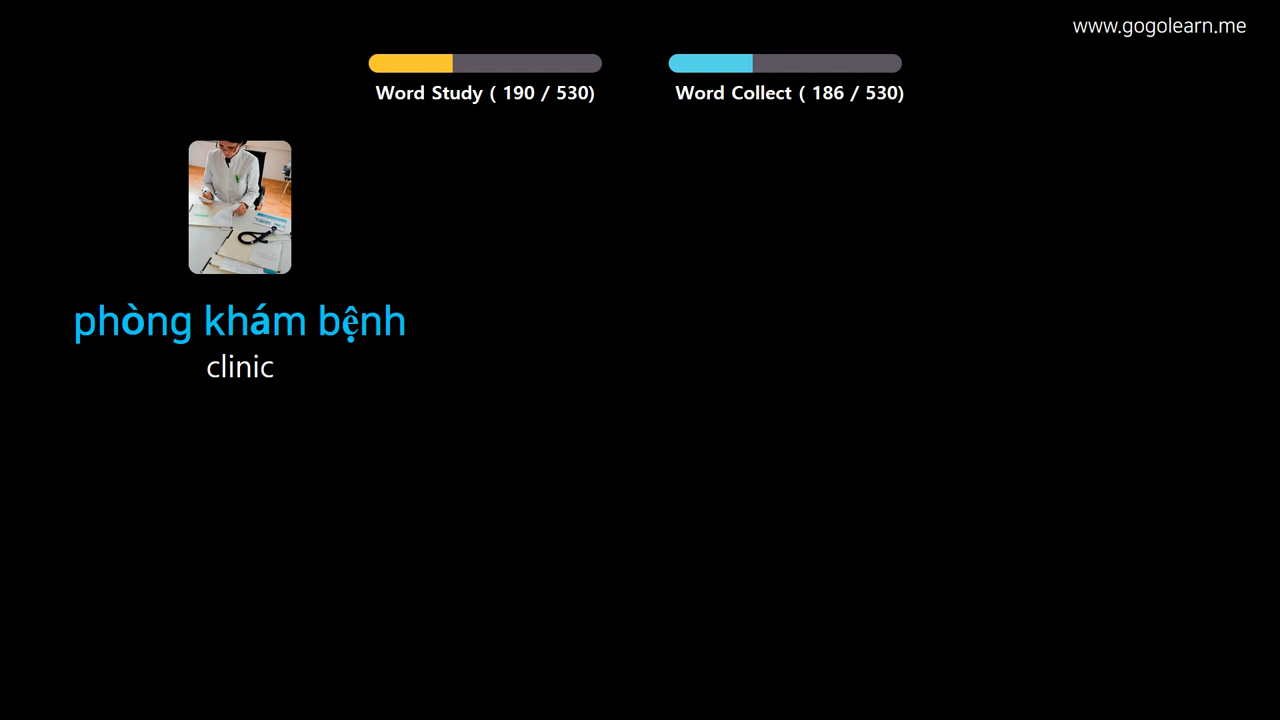 www.gogolearn.me
Word Study ( 190 / 530)
Word Collect ( 186 / 530)
phòng khám bệnh
clinic